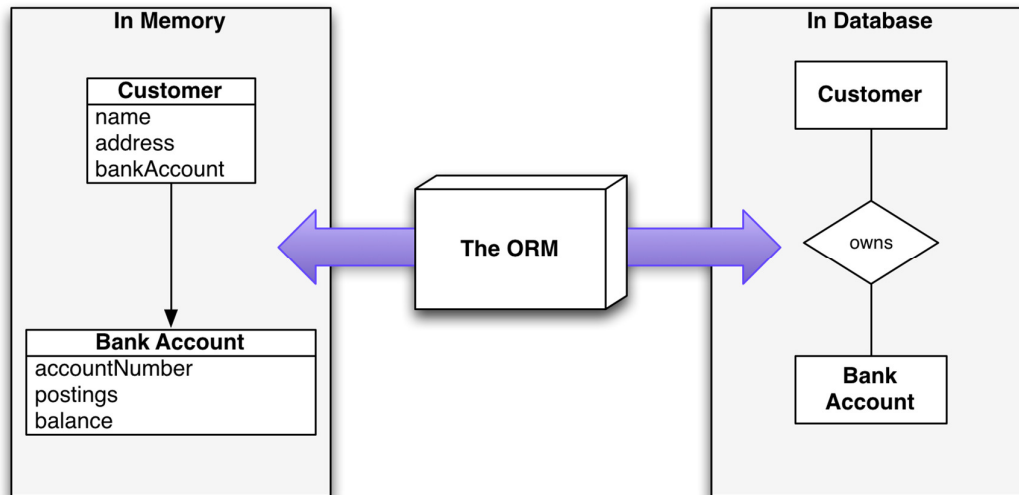 In Memory
Customer
name
address
bankAccount
Bank Account
accountNumber
postings
balance
The ORM
In Database
Customer
owns
Bank
Account